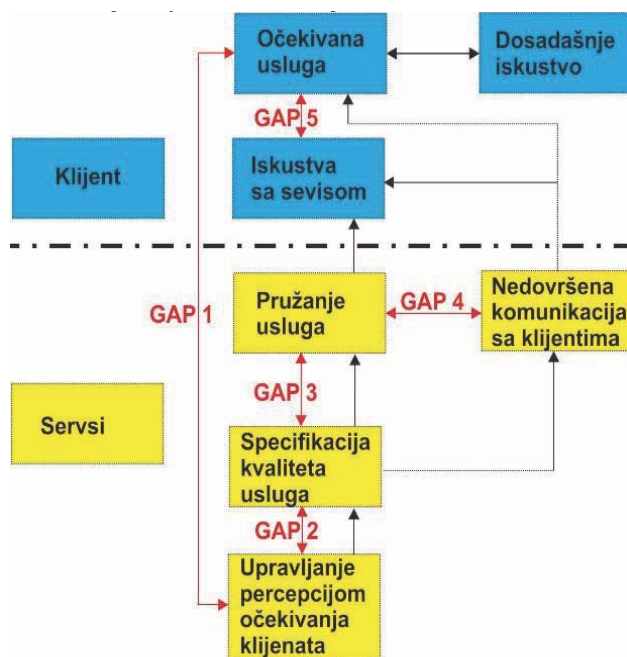 Očekivana
usluga
Dosadašnje
iskustvo
GAP 5
Klijent
Iskustva
sa sevisom
GAP 1
Pružanje
usluga
GAP 4
Nedovršena
komunikacija
sa klijentima
GAP 3
Servsi
Specifikacija
kvaliteta
usluga
GAP 2
Upravljanje
percepcijom
očekivanja
klijenata